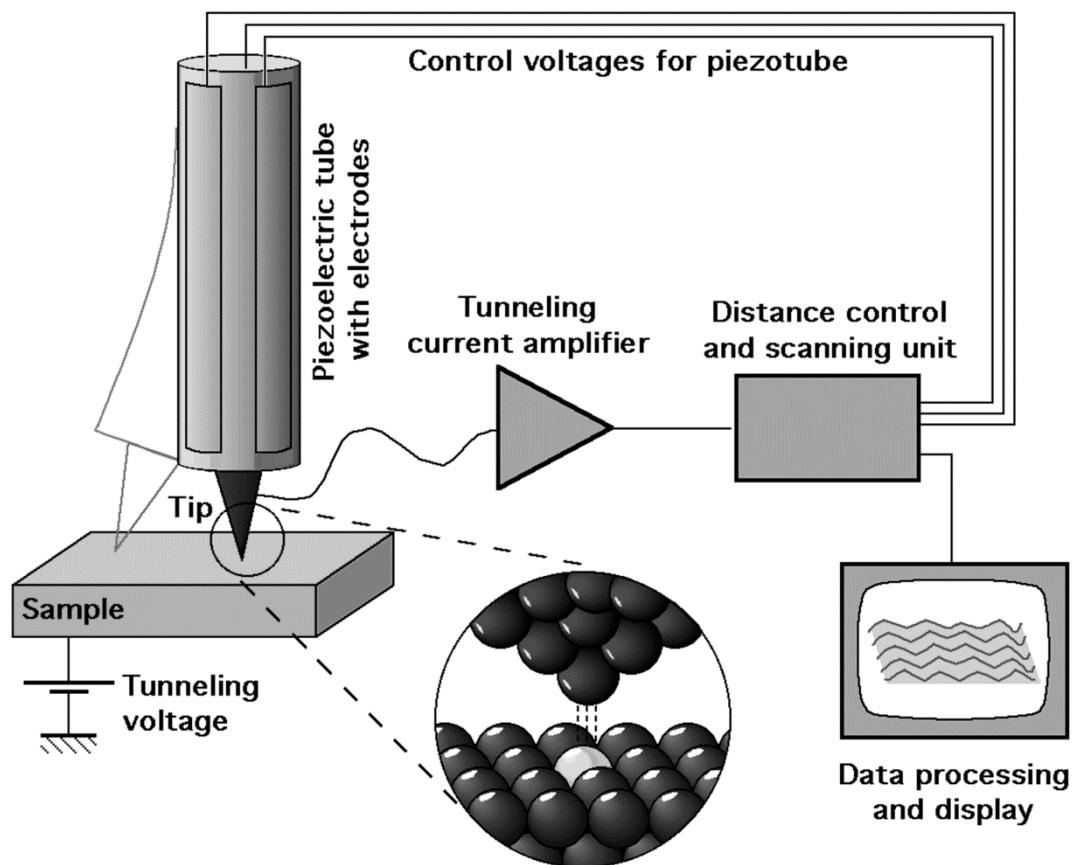 Control voltages for piezotube
Piezoelectric tube
with electrodes
Tunneling
current amplifier
Distance control
and scanning unit
Tip
Sample
Tunneling
voltage
Data processing
and display